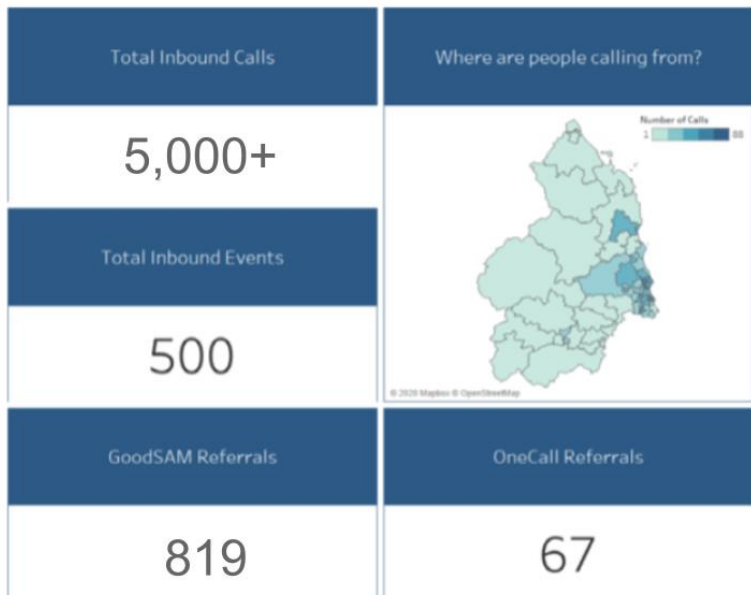 Total Inbound Calls
5,000+
Where are people calling from?
Number of Calls
1 88
© 2020 Mapbox © OpenStreetMap
Total Inbound Events
500
GoodSAM Referrals
819
OneCall Referrals
67